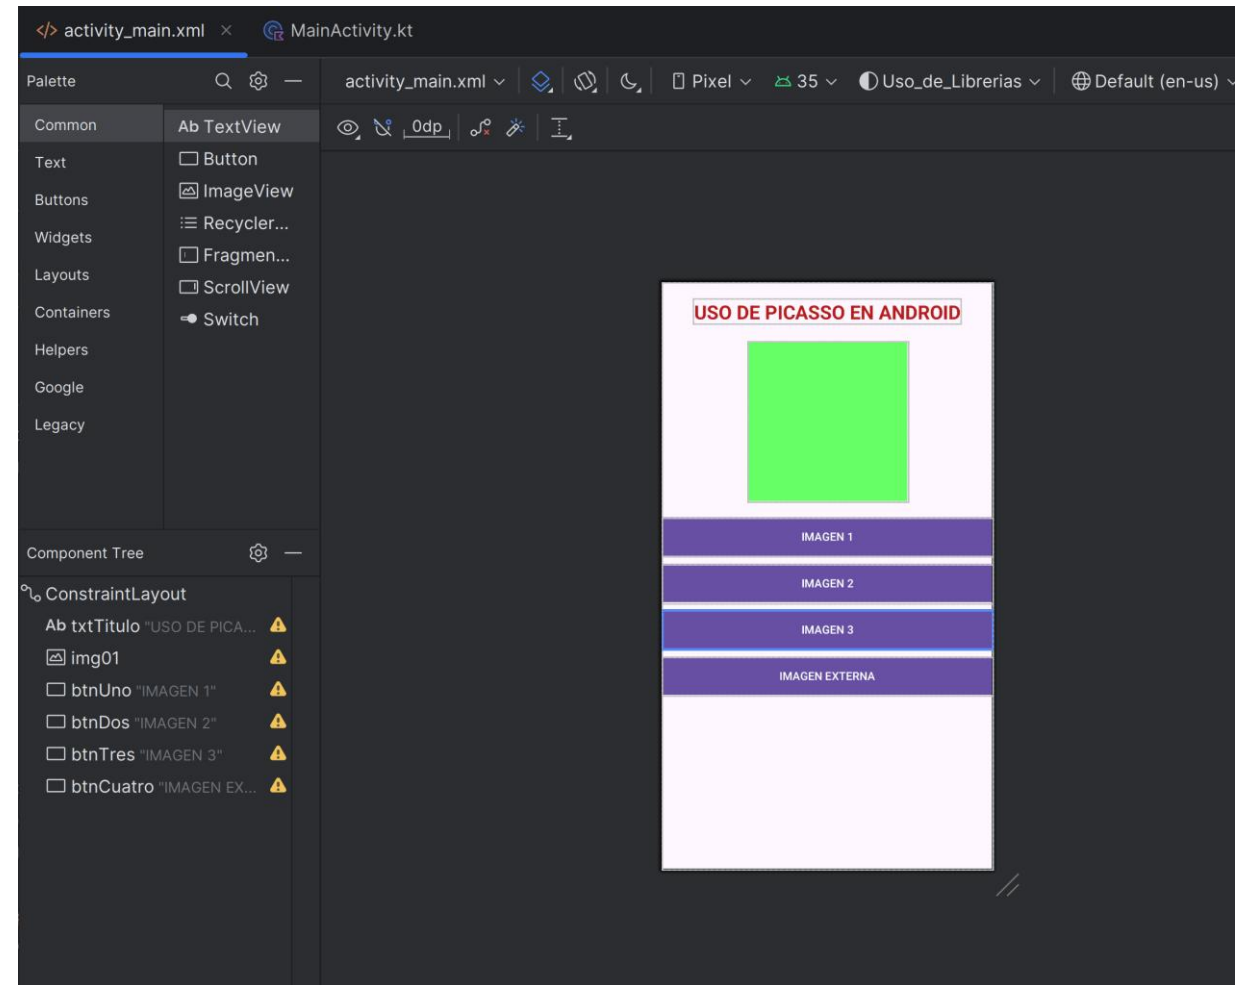 </> activity_main.xml × MainActivity.kt
Palette
activity_main.xml Pixel 35 Uso_de_Librerias Default (en-us)
Common
Text
Buttons
Widgets
Layouts
Containers
Helpers
Google
Legacy
Ab TextView
Button
ImageView
Recycler...
Fragmen...
ScrollView
Switch
0dp
USO DE PICASSO EN ANDROID
IMAGEN 1
IMAGEN 2
IMAGEN 3
IMAGEN EXTERNA
Component Tree
ConstraintLayout
Ab txtTitulo "USO DE PICA...
img01
btnUno "IMAGEN 1"
btnDos "IMAGEN 2"
btnTres "IMAGEN 3"
btnCuatro "IMAGEN EX...